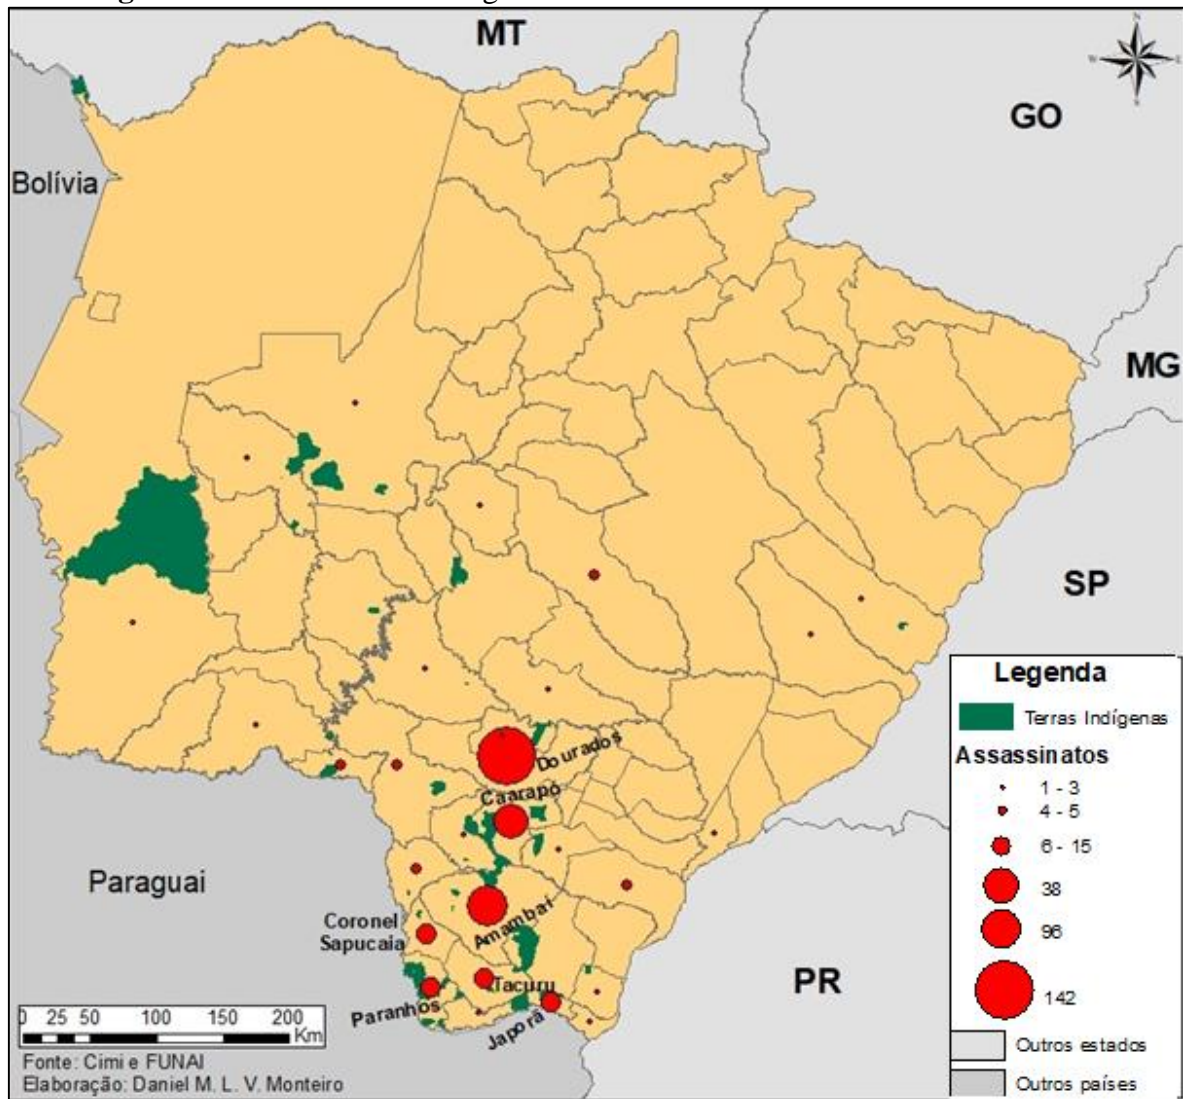 MT
N
W
E
S
GO
Bolívia
MG
SP
Dourados
Caarapó
Paraguai
Coronel
Sapucaia
Amambai
Tacuru
Paranhos
Japorã
PR
Legenda
Terras Indígenas
Assassinatos
1 - 3
4 - 5
6 - 15
38
96
142
Outros estados
Outros países
0 25 50 100 150 200
Km
Fonte: Cimi e FUNAI
Elaboração: Daniel M. L. V. Monteiro